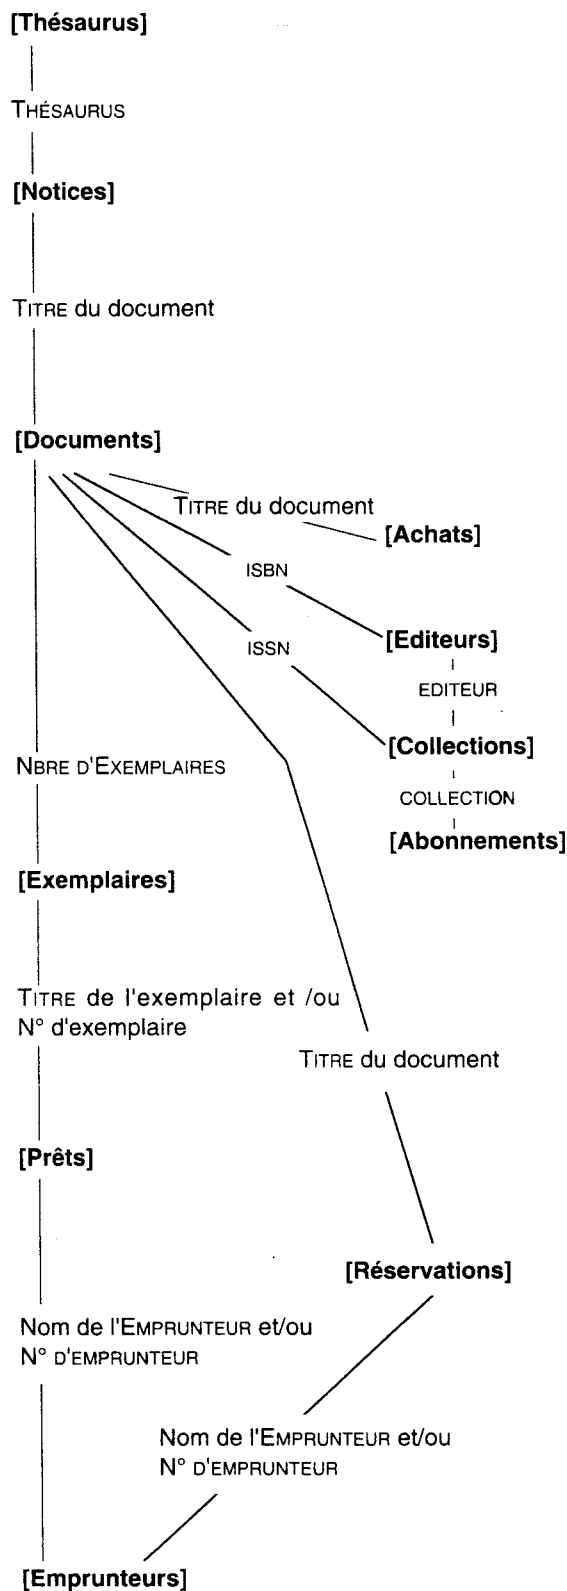 [Thésaurus]
THÉSAURUS
[Notices]
TITRE du document
[Documents]
TITRE du document
[Achats]
ISBN
[Editeurs]
ISSN
EDITEUR
[Collections]
NBRE D'EXEMPLAIRES
COLLECTION
[Abonnements]
[Exemplaires]
TITRE de l'exemplaire et /ou
N° d'exemplaire
TITRE du document
[Prêts]
[Réservations]
Nom de l'EMPRUNTEUR et/ou
N° D'EMPRUNTEUR
Nom de l'EMPRUNTEUR et/ou
N° D'EMPRUNTEUR
[Emprunteurs]